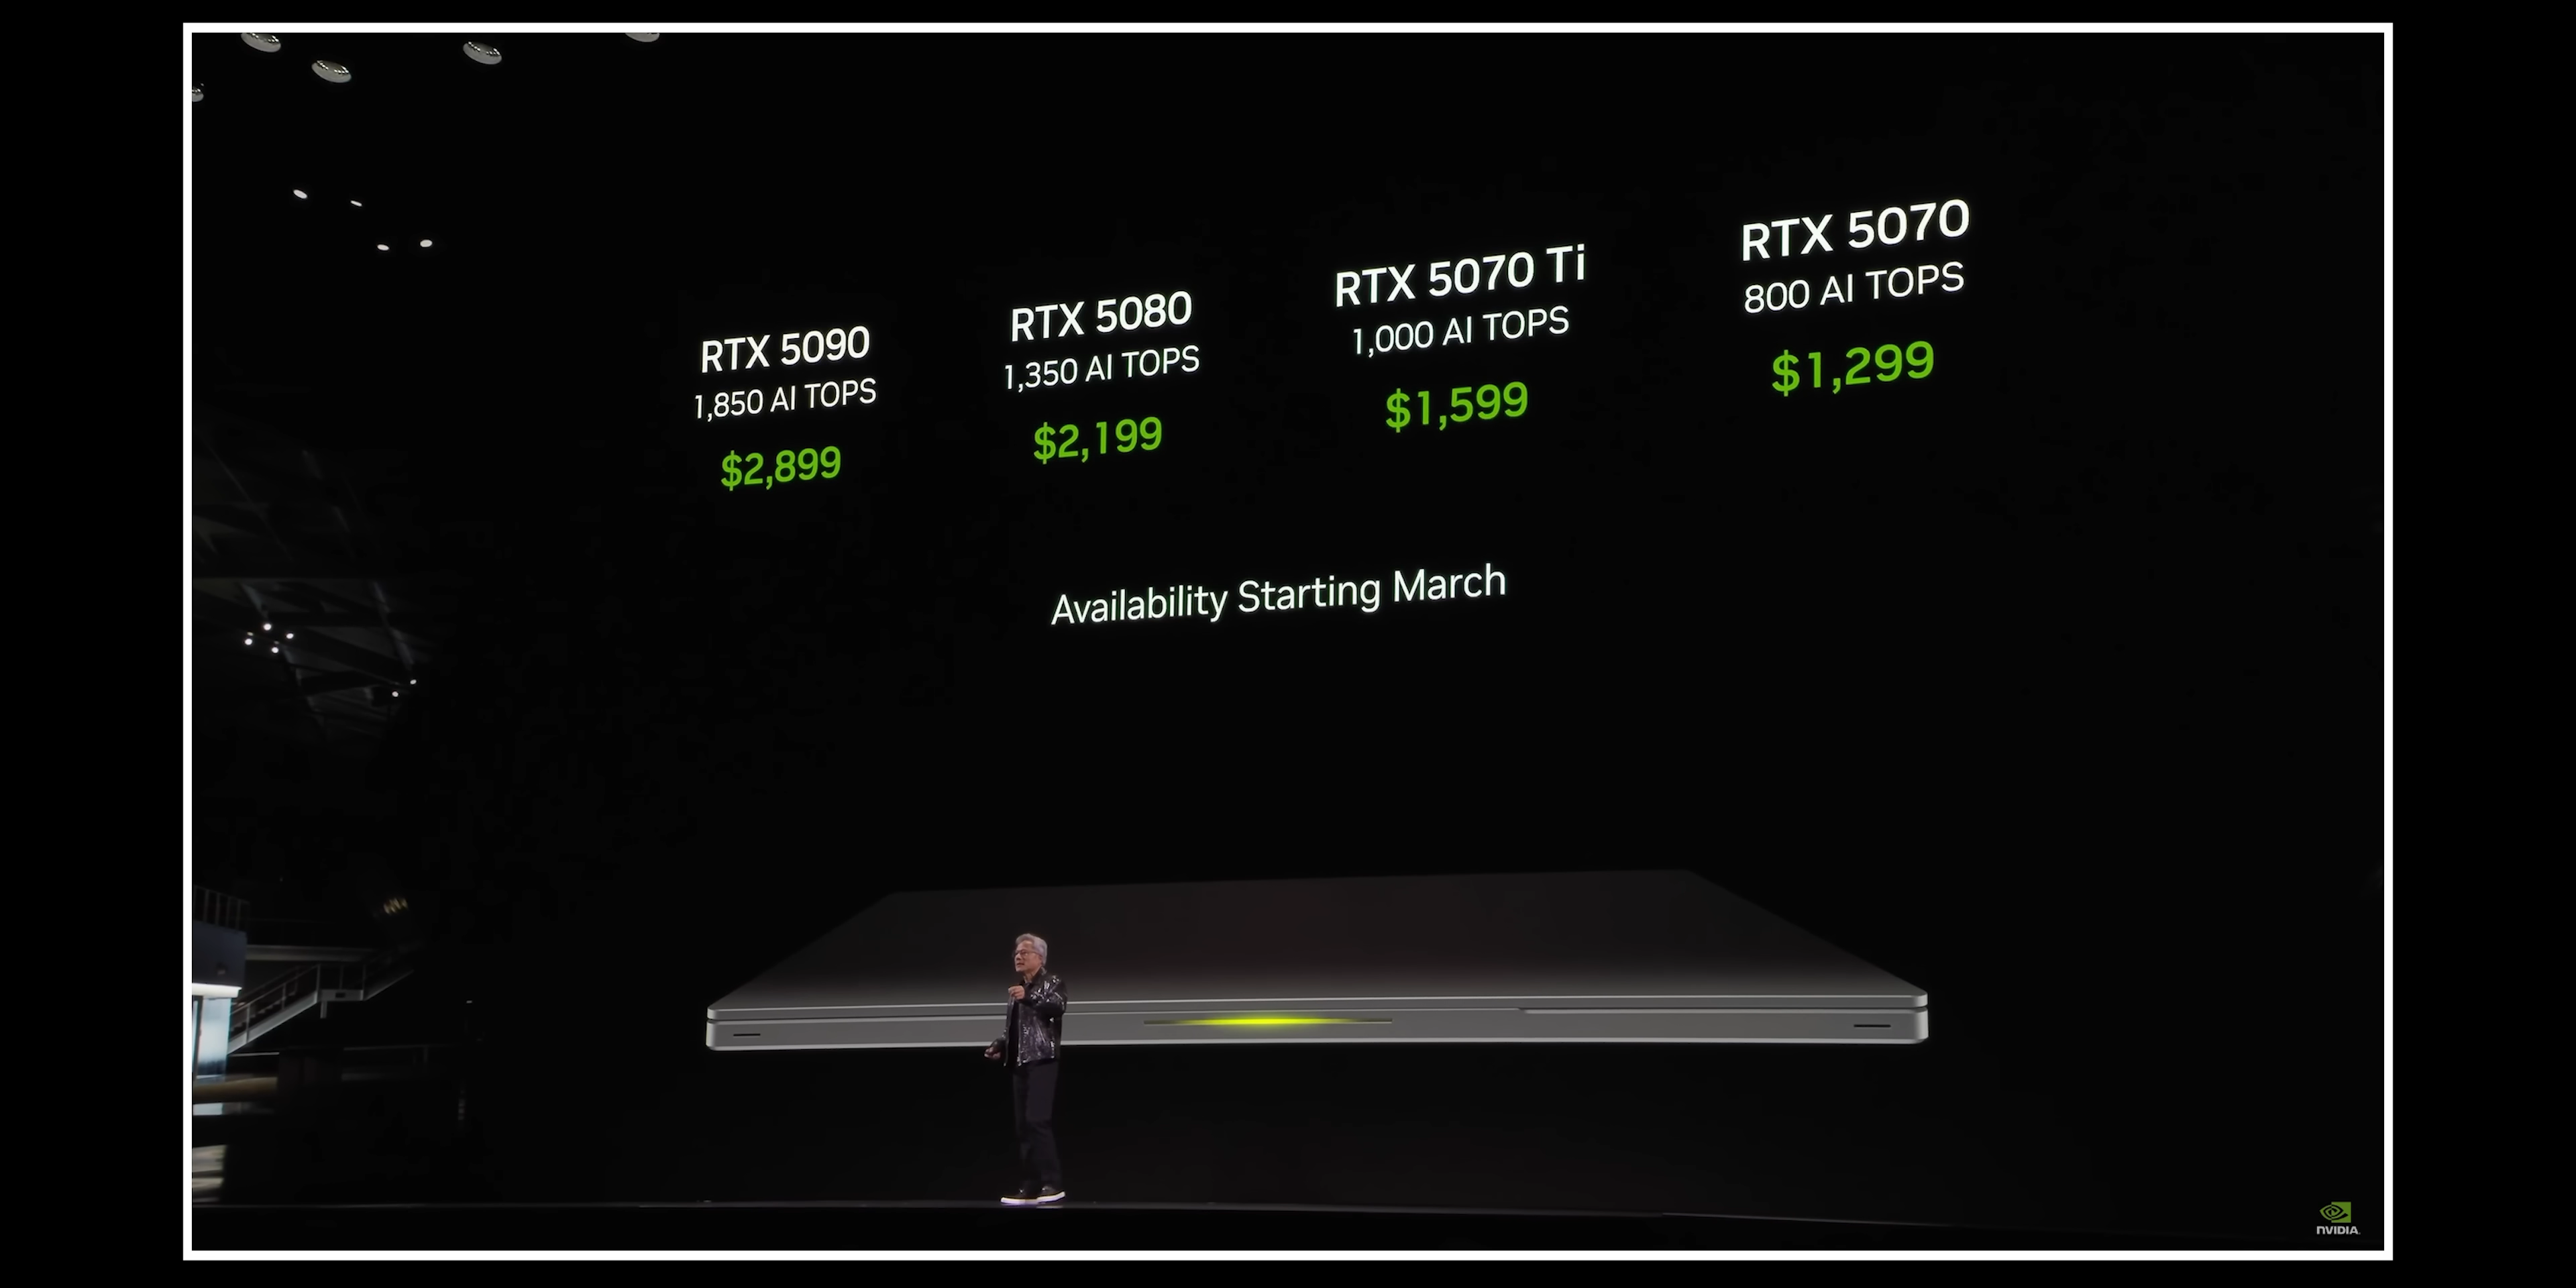 RTX 5090
1,850 AI TOPS
$2,899
RTX 5080
1,350 AI TOPS
$2,199
RTX 5070 Ti
1,000 AI TOPS
$1,599
RTX 5070
800 AI TOPS
$1,299
Availability Starting March
NVIDIA.